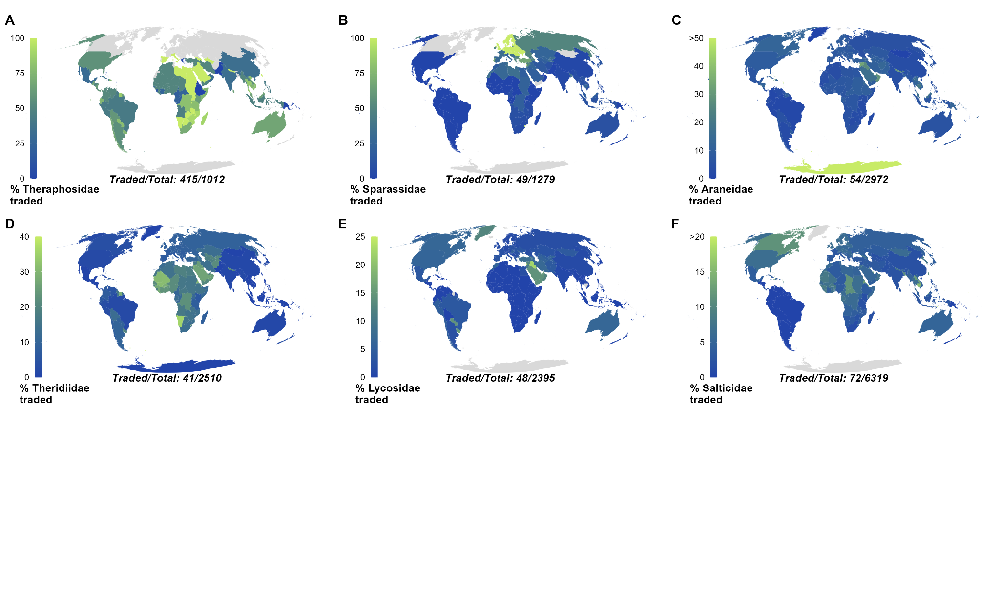 A
100
75
50
25
0
% Theraphosidae
traded
Traded/Total: 415/1012
B
100
75
50
25
0
% Sparassidae
traded
Traded/Total: 49/1279
C
>50
40
30
20
10
0
% Araneidae
traded
Traded/Total: 54/2972
D
40
30
20
10
0
% Theridiidae
traded
Traded/Total: 41/2510
E
25
20
15
10
5
0
% Lycosidae
traded
Traded/Total: 48/2395
F
>20
15
10
5
0
% Salticidae
traded
Traded/Total: 72/6319